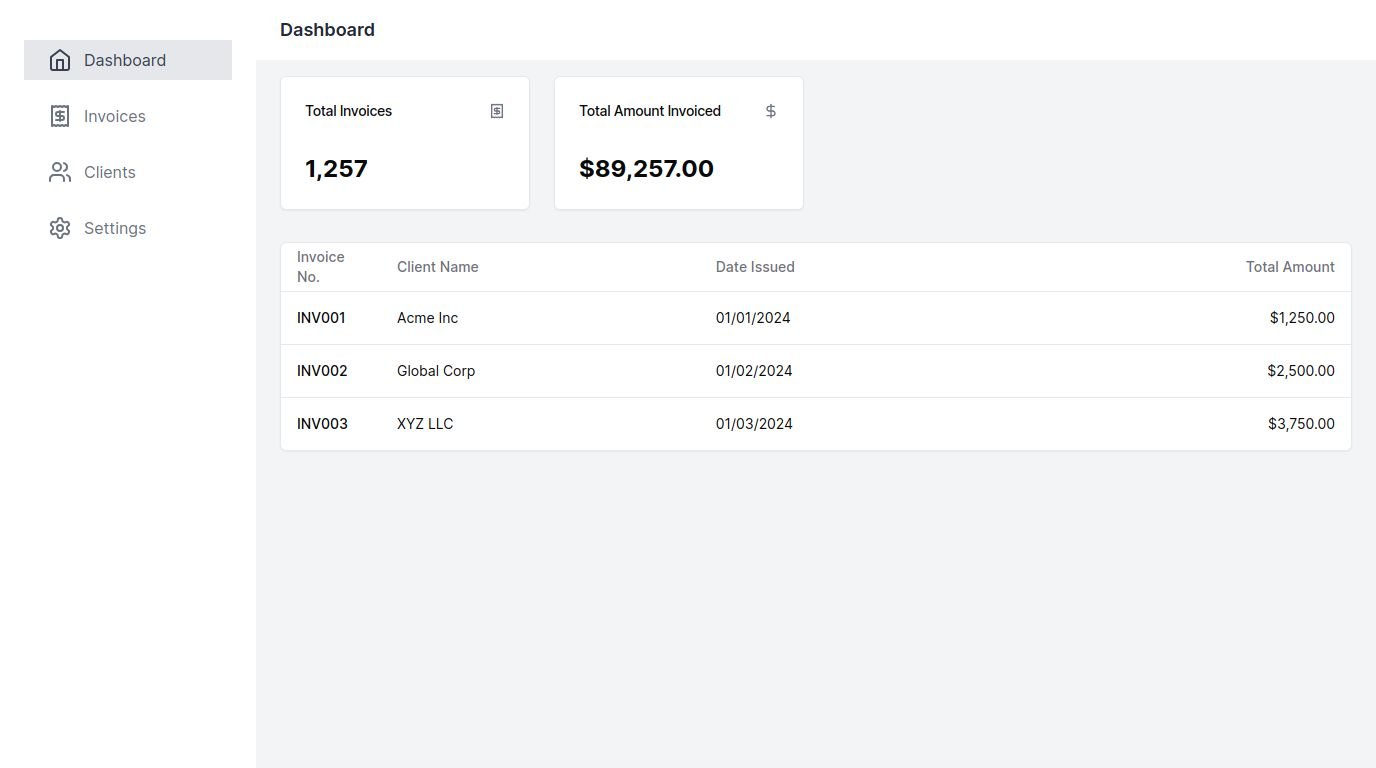 Dashboard
Invoices
Clients
Settings
Dashboard
Total Invoices
1,257
Total Amount Invoiced
$
$89,257.00
Invoice No. Client Name Date Issued Total Amount
INV001 Acme Inc 01/01/2024 $1,250.00
INV002 Global Corp 01/02/2024 $2,500.00
INV003 XYZ LLC 01/03/2024 $3,750.00